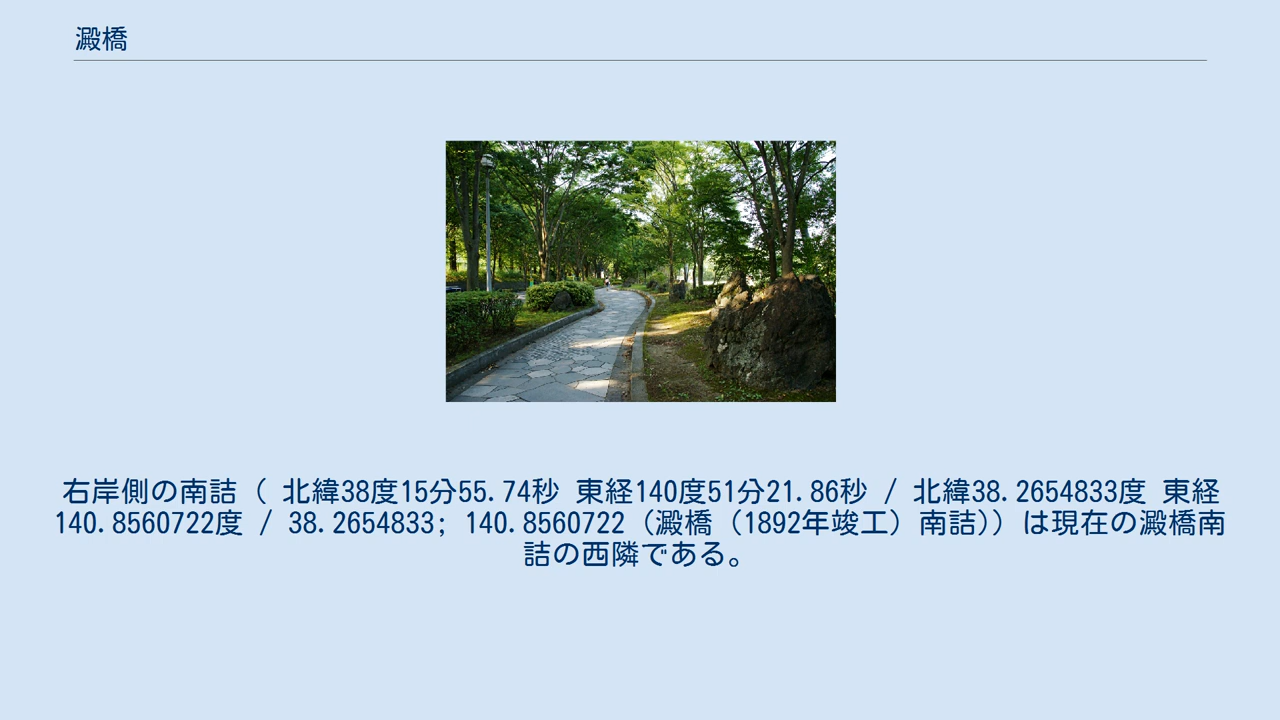 澱橋
右岸側の南詰（ 北緯38度15分55.74秒 東経140度51分21.86秒 / 北緯38.2654833度 東経
140.8560722度 / 38.2654833; 140.8560722（澱橋（1892年竣工）南詰））は現在の澱橋南
詰の西隣である。